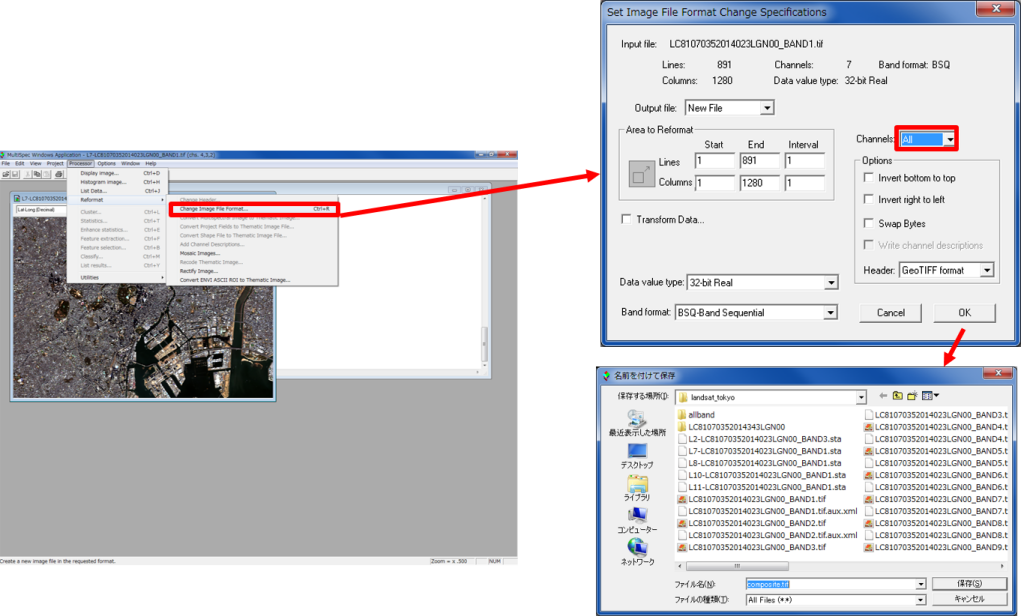 MultiSpec Windows Application - L7-LC81070352014023LGN00_BAND1.tif (chs. 4,3,2)
File Edit View Project Processor Options Window Help
Display Image... Ctrl+D
Histogram Image... Ctrl+H
List Data... Ctrl+J
Reformat
Cluster... Ctrl+L
Statistics... Ctrl+T
Enhance statistics... Ctrl+E
Feature extraction... Ctrl+F
Feature selection... Ctrl+B
Classify... Ctrl+M
List results... Ctrl+Y
Utilities
L7-LC8107035201
Lat-Long (Decimal)
Change Header...
Change Image File Format... Ctrl+R
Convert Multispectral Image to Thematic Image...
Convert Project Fields to Thematic Image File...
Convert Shape File to Thematic Image File...
Add Channel Descriptions...
Mosaic Images...
Recode Thematic Image...
Rectify Image...
Convert ENVI ASCII ROI to Thematic Image...
Create a new image file in the requested format.
Zoom = x .500
NUM
Set Image File Format Change Specifications
Input file: LC81070352014023LGN00_BAND1.tif
Lines: 891 Channels: 7 Band format: BSQ
Columns: 1280 Data value type: 32-bit Real
Output file: New File
Area to Reformat
Start End Interval
Lines 1 891 1
Columns 1 1280 1
Transform Data...
Data value type: 32-bit Real
Band format: BSQ-Band Sequential
Channels: All
Options
Invert bottom to top
Invert right to left
Swap Bytes
Write channel descriptions
Header: GeoTIFF format
Cancel OK
名前を付けて保存
保存する場所(I): landsat_tokyo
最近表示した場所
デスクトップ
ライブラリ
コンピューター
ネットワーク
allband
LC81070352014343LGN00
L2-LC81070352014023LGN00_BAND3.sta
L7-LC81070352014023LGN00_BAND1.sta
L8-LC81070352014023LGN00_BAND1.sta
L10-LC81070352014023LGN00_BAND1.sta
L11-LC81070352014023LGN00_BAND1.sta
LC81070352014023LGN00_BAND1.tif
LC81070352014023LGN00_BAND1.tif.aux.xml
LC81070352014023LGN00_BAND2.tif
LC81070352014023LGN00_BAND2.tif.aux.xml
LC81070352014023LGN00_BAND3.tif
LC81070352014023LGN00_BAND3.t
LC81070352014023LGN00_BAND4.t
LC81070352014023LGN00_BAND4.t
LC81070352014023LGN00_BAND5.t
LC81070352014023LGN00_BAND5.t
LC81070352014023LGN00_BAND6.t
LC81070352014023LGN00_BAND6.t
LC81070352014023LGN00_BAND7.t
LC81070352014023LGN00_BAND7.t
LC81070352014023LGN00_BAND8.t
LC81070352014023LGN00_BAND8.t
LC81070352014023LGN00_BAND9.t
ファイル名(N): composite.tif 保存(S)
ファイルの種類(T): All Files (*.*) キャンセル